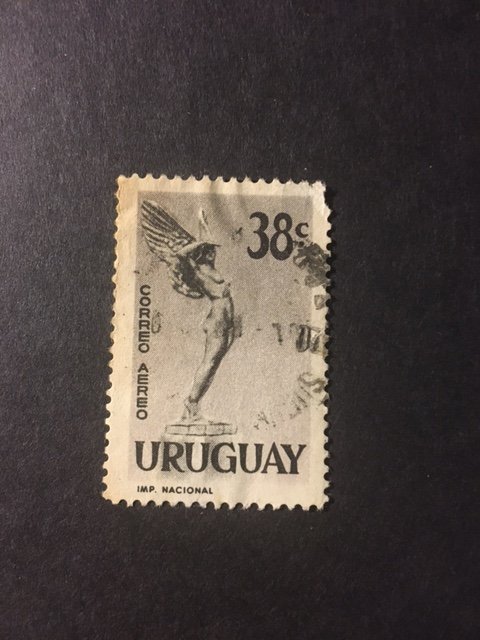 38c.
CORREO AEREO
URUGUAY
IMP. NACIONAL